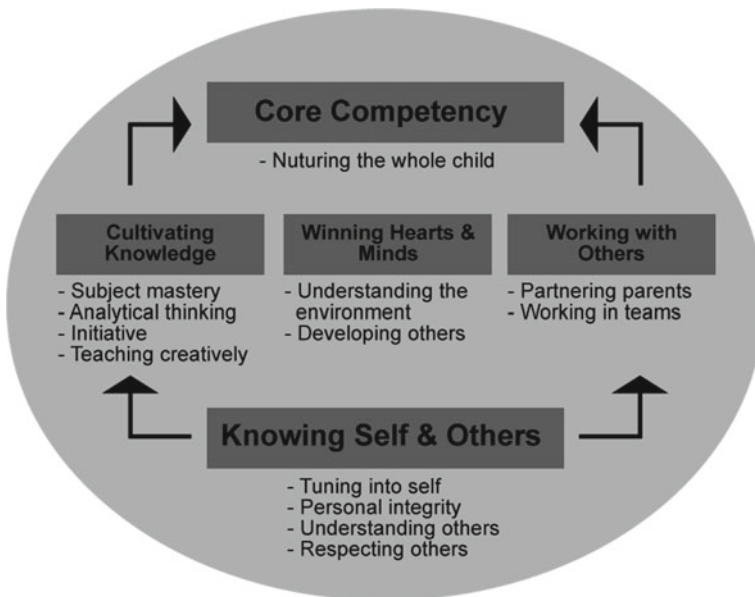 Core Competency
- Nuturing the whole child
Cultivating
Knowledge
- Subject mastery
- Analytical thinking
- Initiative
- Teaching creatively
Winning Hearts &
Minds
- Understanding the
environment
- Developing others
Working with
Others
- Partnering parents
- Working in teams
Knowing Self & Others
- Tuning into self
- Personal integrity
- Understanding others
- Respecting others